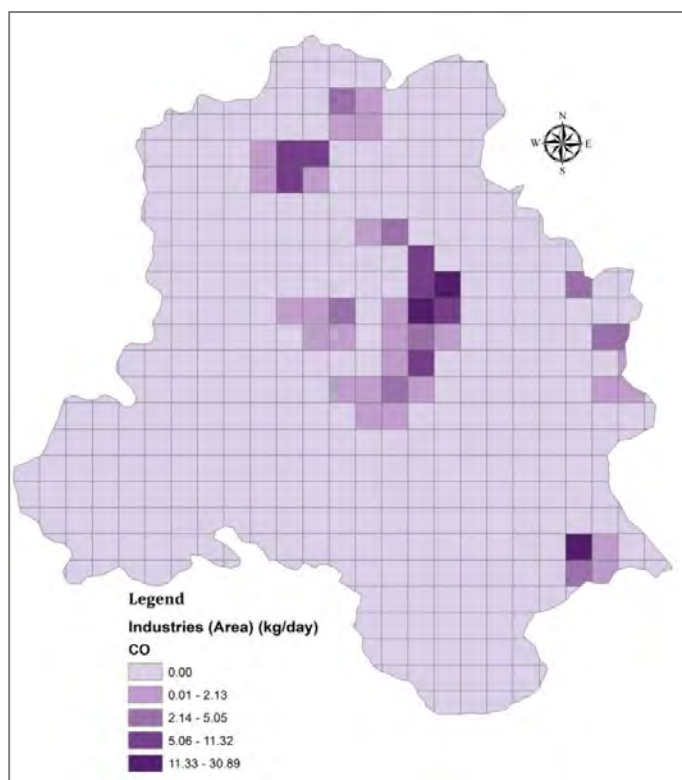 N
W E
S
Legend
Industries (Area) (kg/day)
CO
0.00
0.01 - 2.13
2.14 - 5.05
5.06 - 11.32
11.33 - 30.89